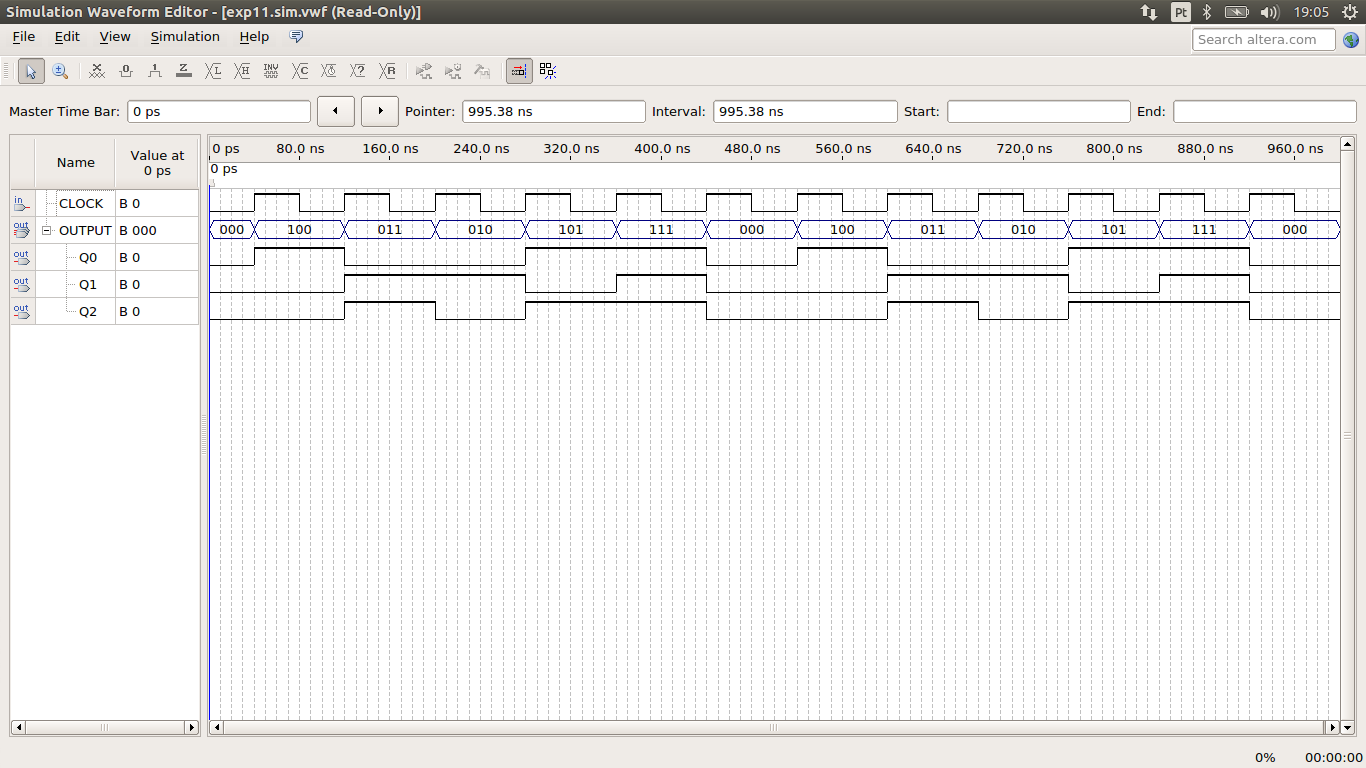 Simulation Waveform Editor - [exp11.sim.vwf (Read-Only)]
Pt
19:05
File Edit View Simulation Help
Search altera.com
Master Time Bar: 0 ps Pointer: 995.38 ns Interval: 995.38 ns Start: End:
Name Value at 0 ps
0 ps 80.0 ns 160.0 ns 240.0 ns 320.0 ns 400.0 ns 480.0 ns 560.0 ns 640.0 ns 720.0 ns 800.0 ns 880.0 ns 960.0 ns
0 ps
in CLOCK B 0
out OUTPUT B 000 000 100 011 010 101 111 000 100 011 010 101 111 000
out Q0 B 0
out Q1 B 0
out Q2 B 0
0% 00:00:00